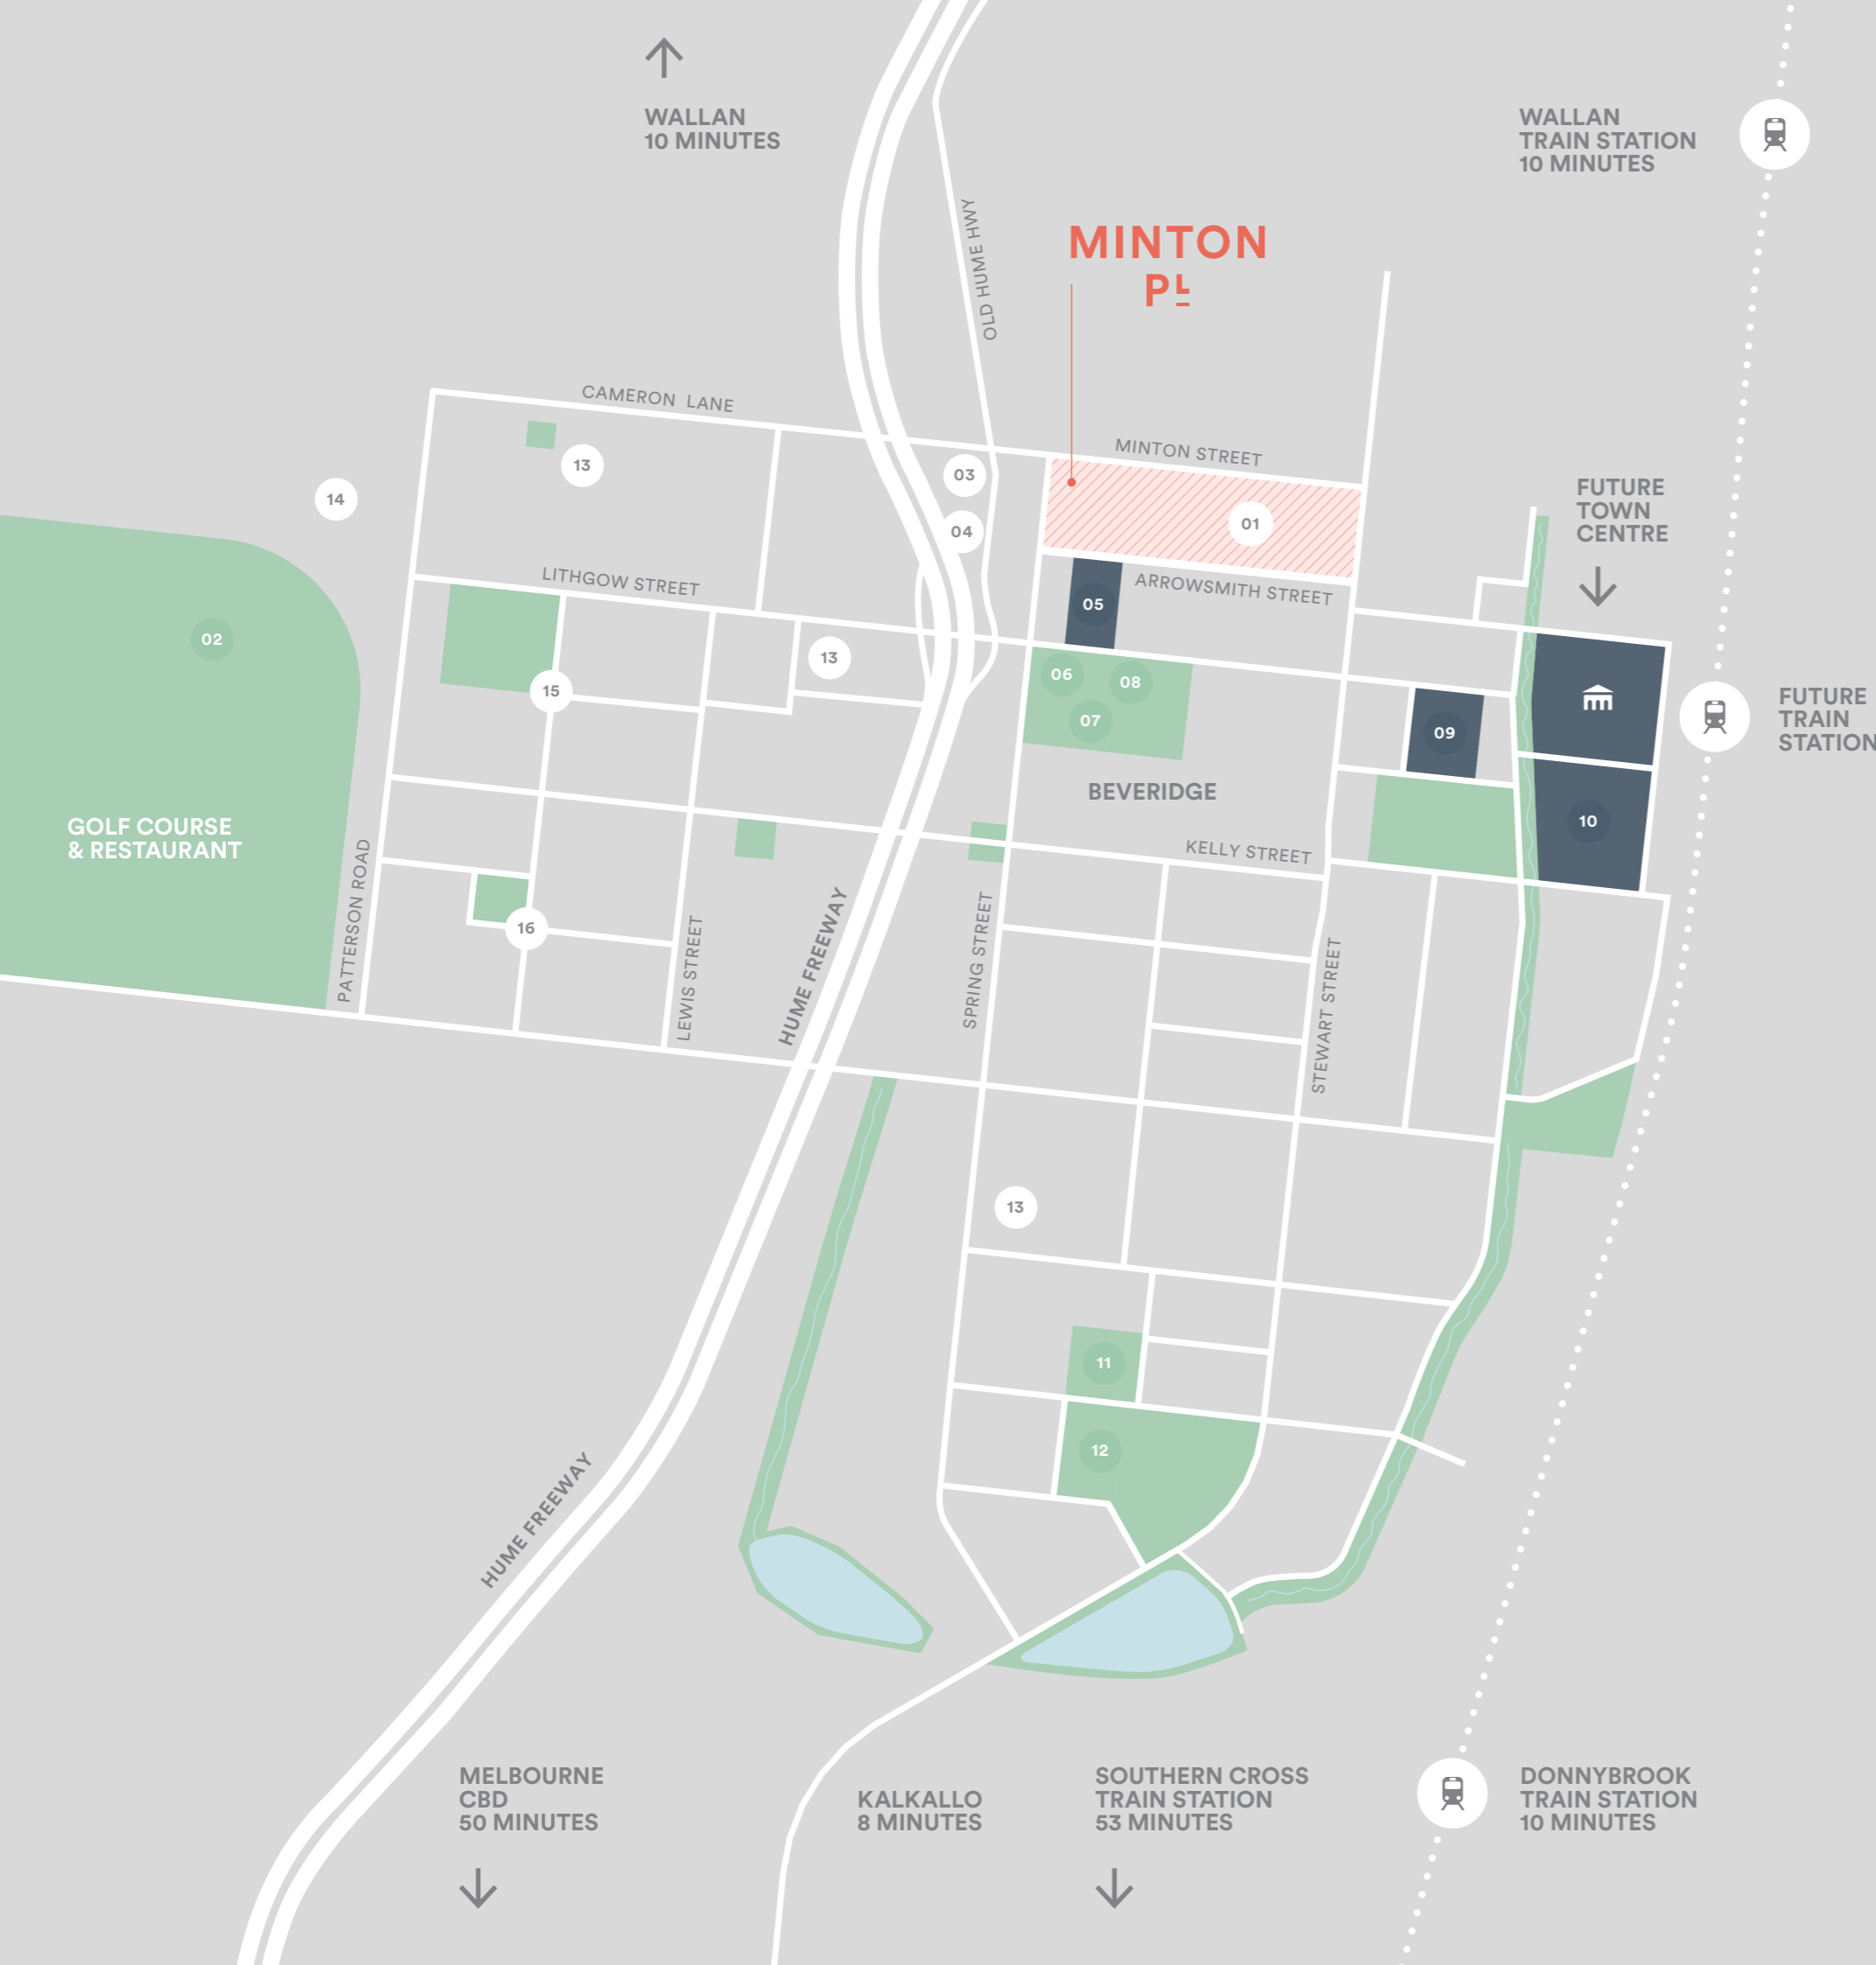 WALLAN
10 MINUTES
WALLAN
TRAIN STATION
10 MINUTES
OLD HUME HWY
MINTON
PL
CAMERON LANE
MINTON STREET
13
03
14
FUTURE
TOWN
CENTRE
01
04
LITHGOW STREET
ARROWSMITH STREET
05
02
13
06
08
15
07
FUTURE
TRAIN
STATION
09
BEVERIDGE
GOLF COURSE
& RESTAURANT
10
KELLY STREET
PATTERSON ROAD
16
LEWIS STREET
HUME FREEWAY
SPRING STREET
STEWART STREET
13
11
12
HUME FREEWAY
MELBOURNE
CBD
50 MINUTES
KALKALLO
8 MINUTES
SOUTHERN CROSS
TRAIN STATION
53 MINUTES
DONNYBROOK
TRAIN STATION
10 MINUTES